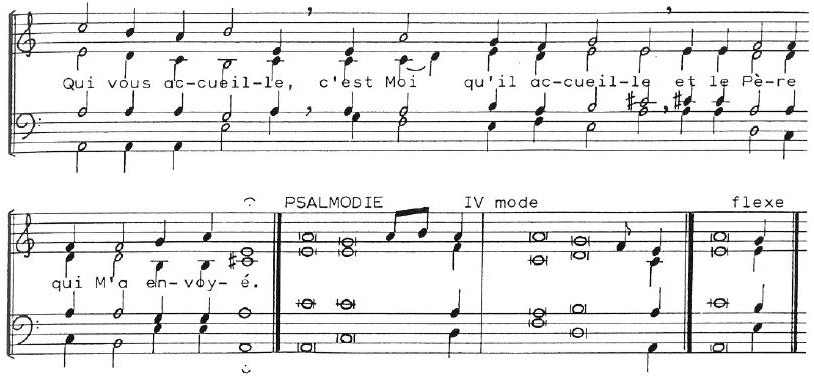 Qui vous ac-cueil-le, c'est Moi qu'il ac-cueil-le et le Pè-re
PSALMODIE IV mode flexe
qui M'a en-voy-é.